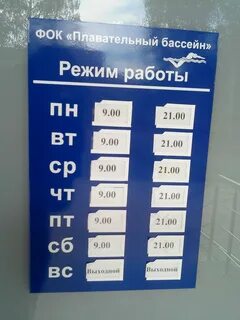 ФОК «Плавательный бассейн»
Режим работы
пн 9.00 21.00
вт 9.00 21.00
ср 9.00 21.00
чт 9.00 21.00
пт 9.00 21.00
сб 9.00 21.00
вс Выходной Выходной